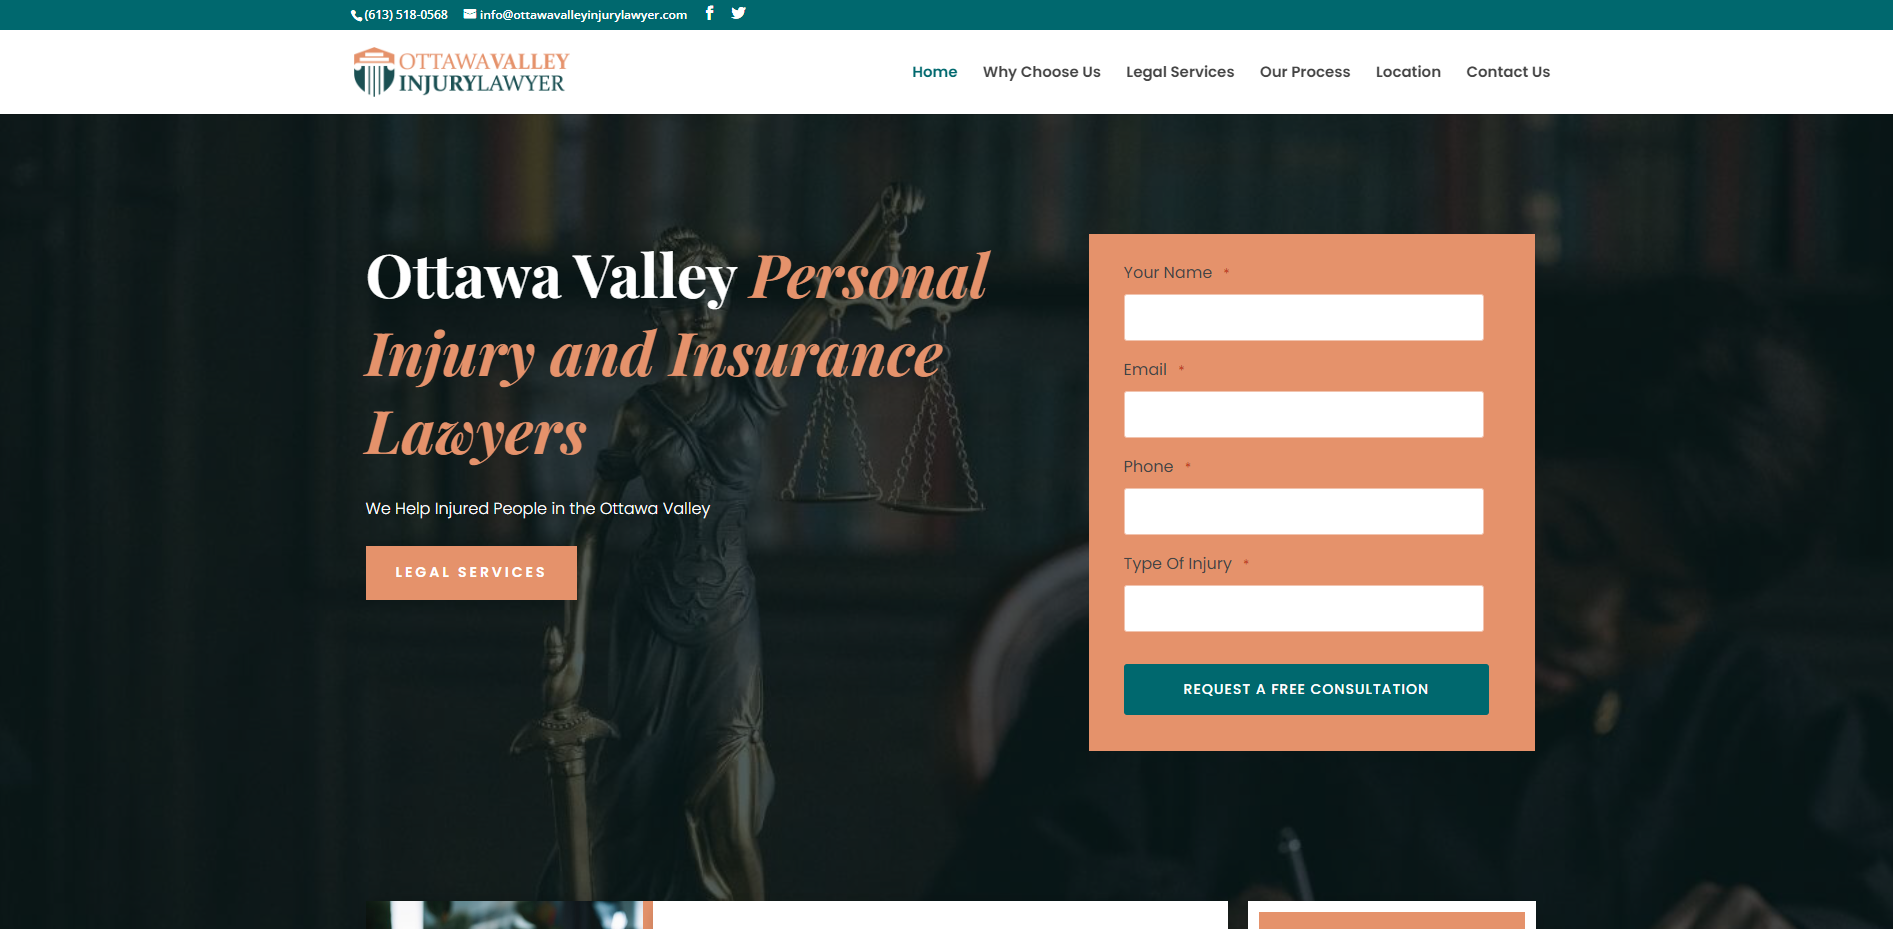 (613) 518-0568 info@ottawavalleyinjurylawyer.com
OTTAWAVALLEY
INJURYLAWYER
Home Why Choose Us Legal Services Our Process Location Contact Us
Ottawa Valley Personal
Injury and Insurance
Lawyers
We Help Injured People in the Ottawa Valley
LEGAL SERVICES
Your Name *
Email *
Phone *
Type Of Injury *
REQUEST A FREE CONSULTATION